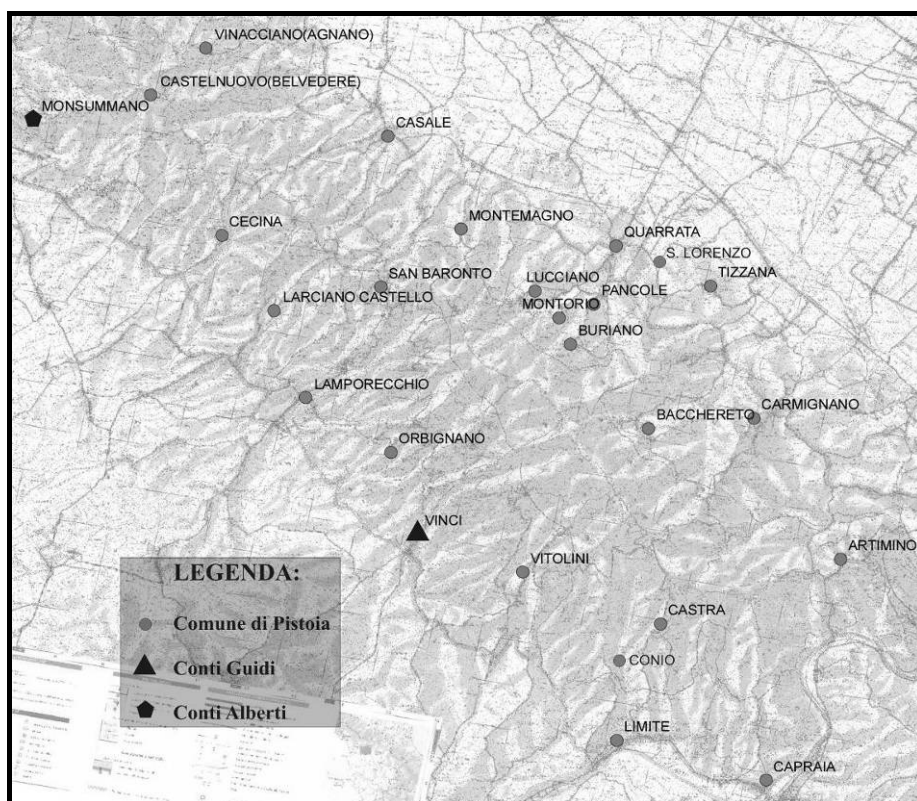 VINACCIANO(AGNANO)
CASTELNUOVO(BELVEDERE)
MONSUMMANO
CASALE
CECINA
MONTEMAGNO
QUARRATA
S. LORENZO
SAN BARONTO
LUCCIANO
TIZZANA
LARCIANO CASTELLO
PANCOLE
MONTORIO
BURIANO
LAMPORECCHIO
BACCHERETO
CARMIGNANO
ORBIGNANO
VINCI
ARTIMINO
VITOLINI
LEGENDA:
Comune di Pistoia
Conti Guidi
Conti Alberti
CASTRA
CONIO
LIMITE
CAPRAIA